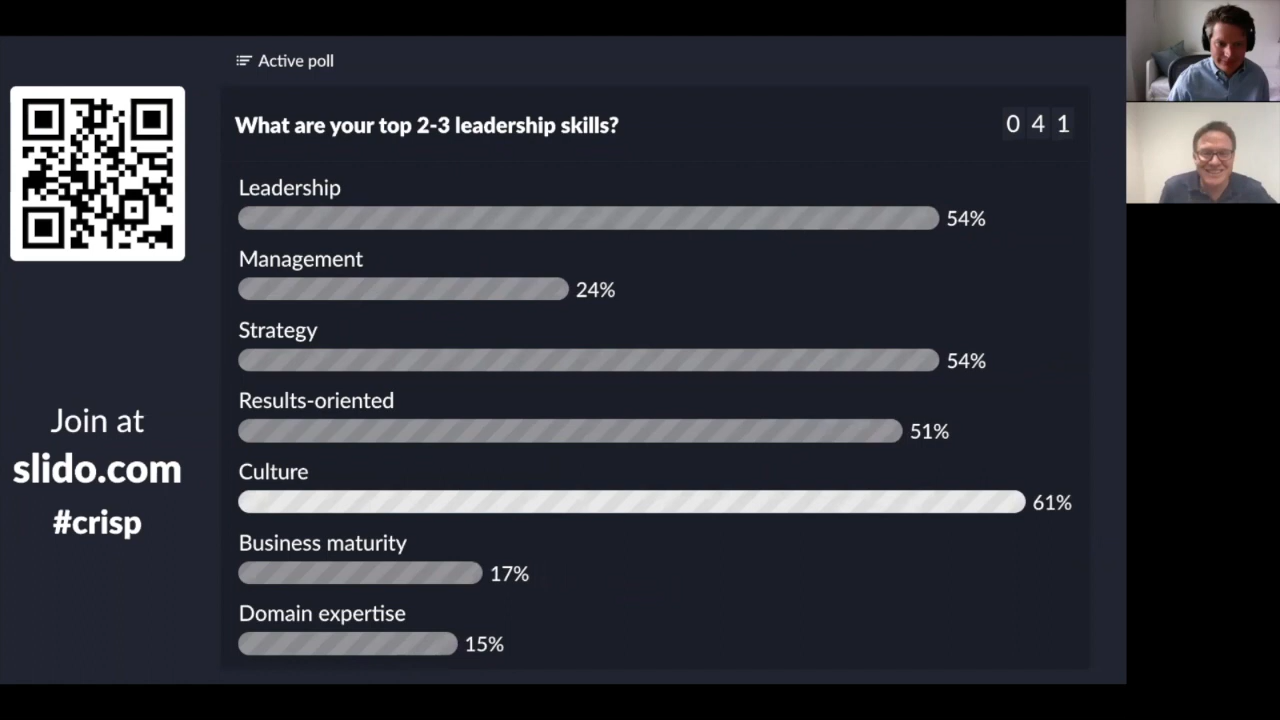 Active poll
What are your top 2-3 leadership skills?
0 4 1
Leadership
54%
Management
24%
Strategy
54%
Results-oriented
51%
Culture
61%
Business maturity
17%
Domain expertise
15%
Join at
slido.com
#crisp